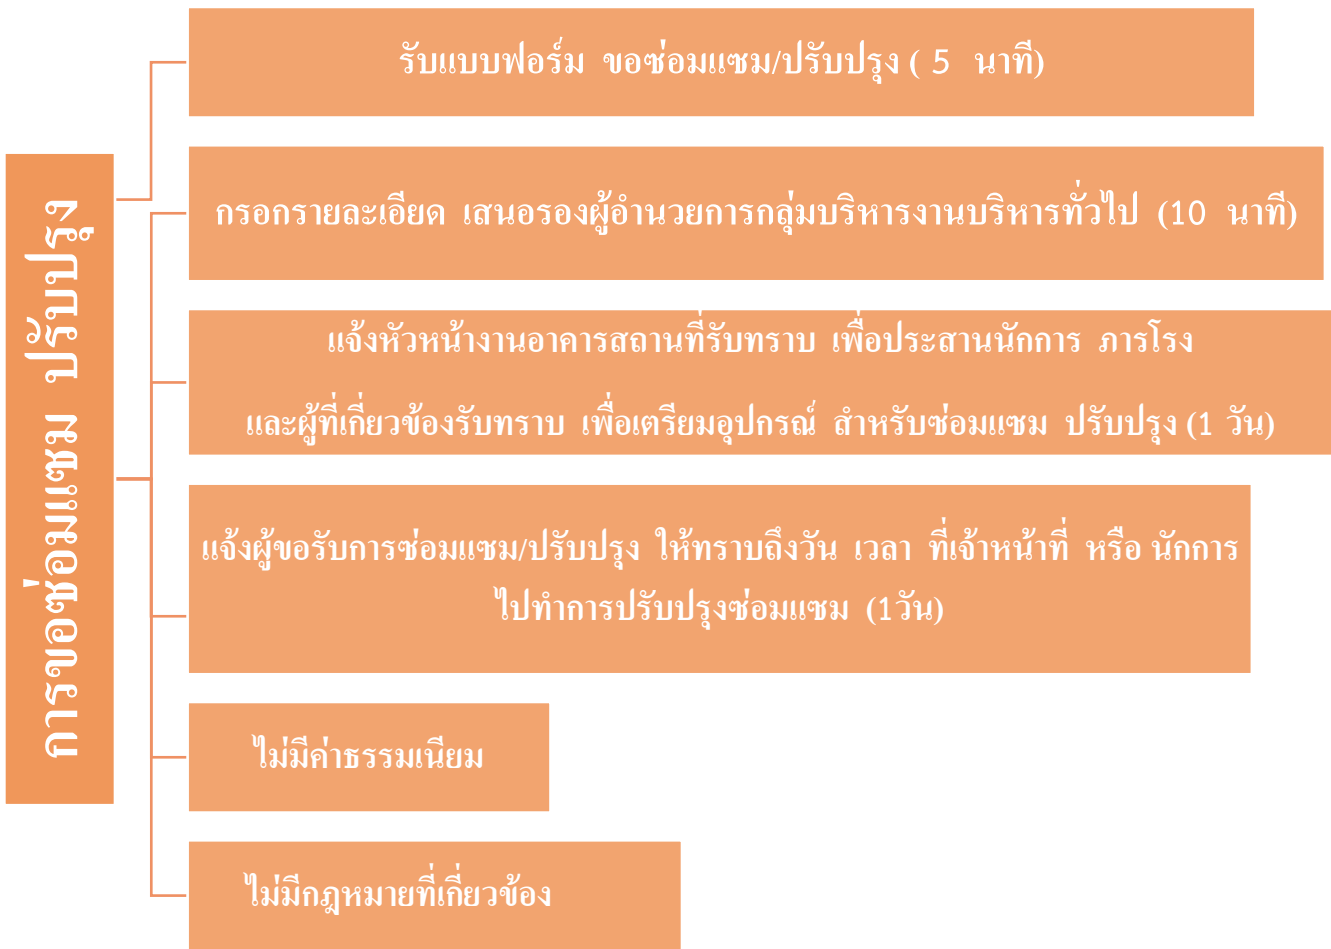 การขอซ่อมแซม ปรับปรุง
รับแบบฟอร์ม ขอซ่อมแซม/ปรับปรุง ( 5 นาที)
กรอกรายละเอียด เสนอรองผู้อำนวยการกลุ่มบริหารงานบริหารทั่วไป (10 นาที)
แจ้งหัวหน้างานอาคารสถานที่รับทราบ เพื่อประสานนักการ ภารโรง
และผู้ที่เกี่ยวข้องรับทราบ เพื่อเตรียมอุปกรณ์ สำหรับซ่อมแซม ปรับปรุง (1 วัน)
แจ้งผู้ขอรับการซ่อมแซม/ปรับปรุง ให้ทราบถึงวัน เวลา ที่เจ้าหน้าที่ หรือ นักการ
ไปทำการปรับปรุงซ่อมแซม (1วัน)
ไม่มีค่าธรรมเนียม
ไม่มีกฎหมายที่เกี่ยวข้อง